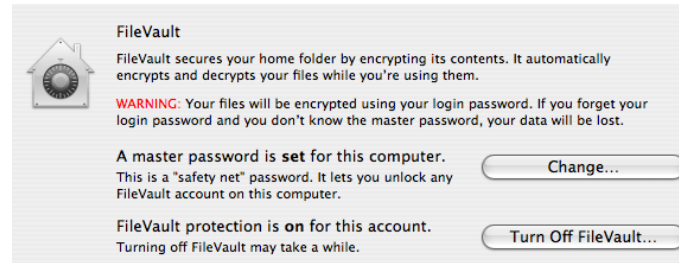 FileVault
FileVault secures your home folder by encrypting its contents. It automatically
encrypts and decrypts your files while you're using them.
WARNING: Your files will be encrypted using your login password. If you forget your
login password and you don't know the master password, your data will be lost.
A master password is set for this computer.
Change...
This is a "safety net" password. It lets you unlock any
FileVault account on this computer.
FileVault protection is on for this account.
Turn Off FileVault...
Turning off FileVault may take a while.